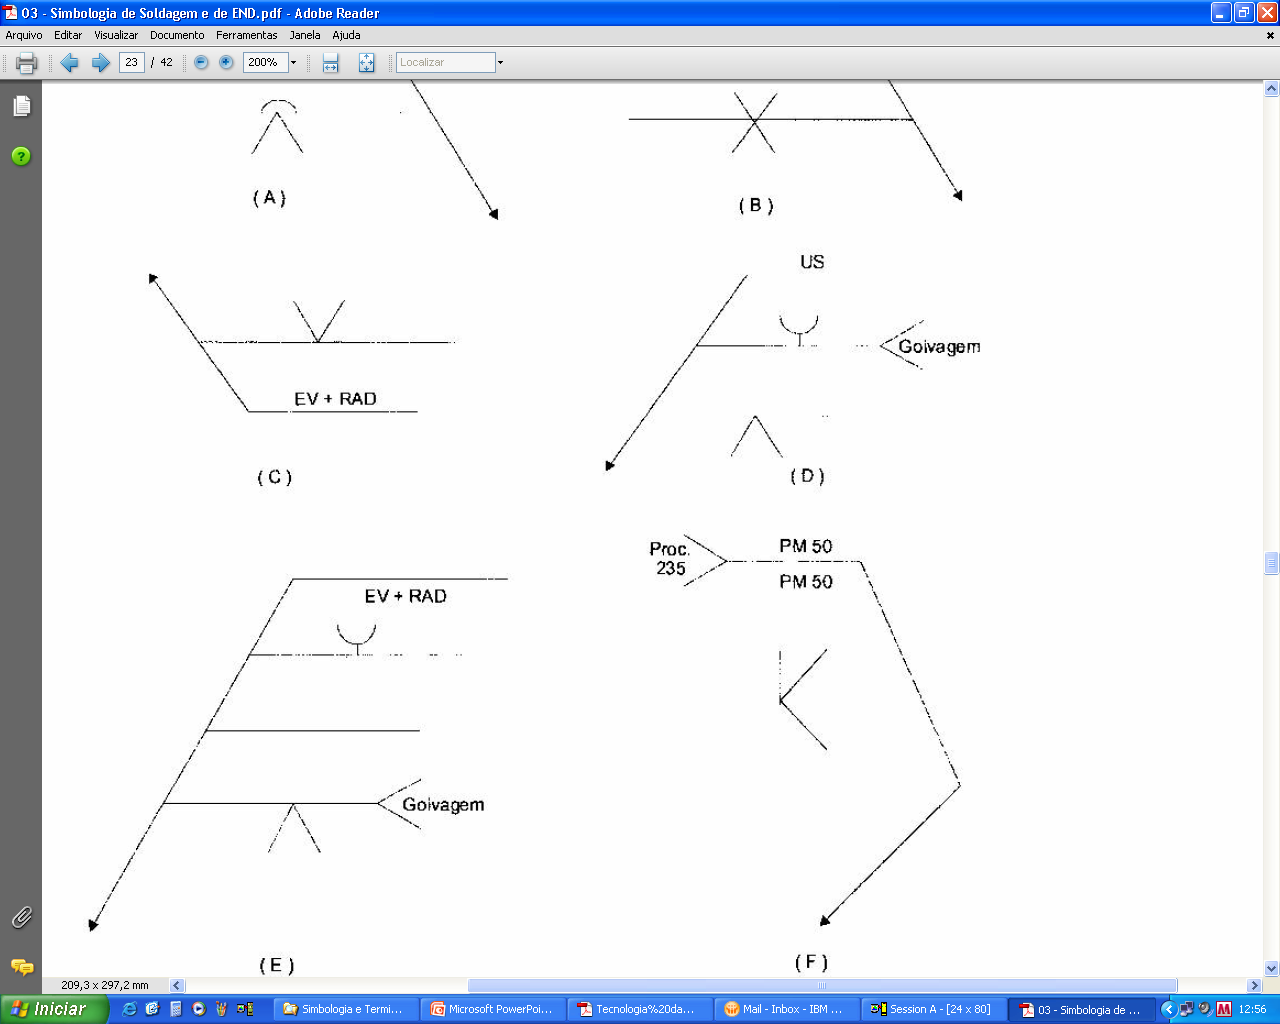 03 - Simbologia de Soldagem e de END.pdf - Adobe Reader
Arquivo Editar Visualizar Documento Ferramentas Janela Ajuda
23 / 42 200% Localizar
( A )
( B )
US
Goivagem
EV + RAD
( C )
( D )
Proc. 235
PM 50
PM 50
EV + RAD
Goivagem
( E )
( F )
209,3 x 297,2 mm
Iniciar Simbologia e Termi... Microsoft PowerPoi... Tecnologia%20da... Mail - Inbox - IBM ... Session A - [24 x 80] 03 - Simbologia de ... 12:56